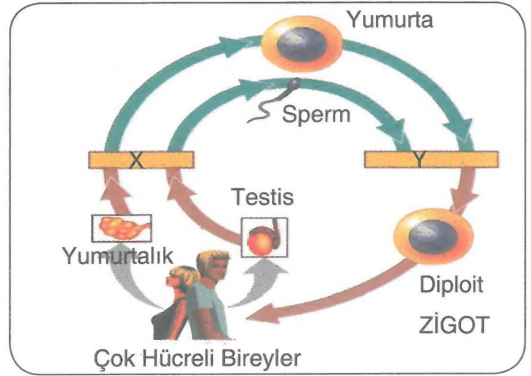 Yumurta
Sperm
X
Y
Testis
Yumurtalık
Diploit
ZİGOT
Çok Hücreli Bireyler